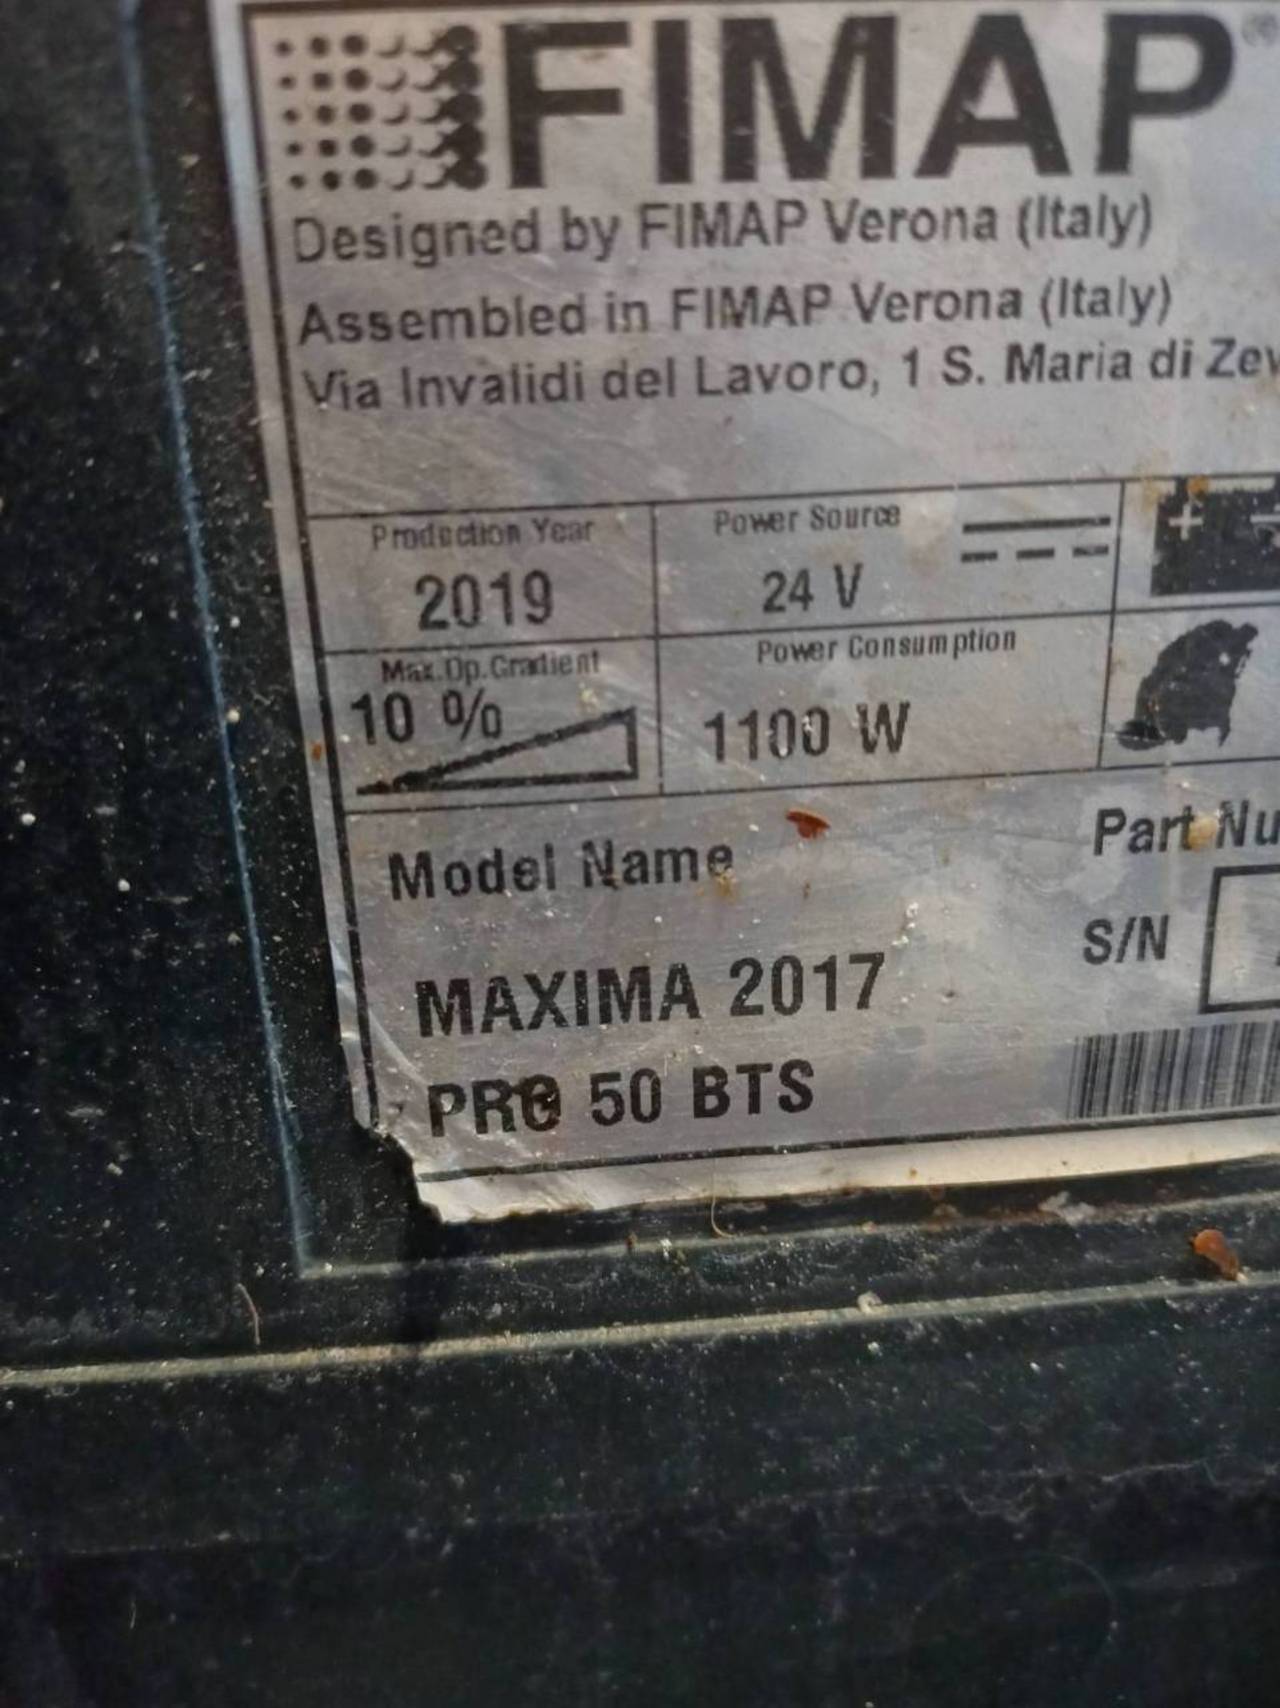 FIMAP®
Designed by FIMAP Verona (Italy)
Assembled in FIMAP Verona (Italy)
Via Invalidi del Lavoro, 1 S. Maria di Zev
Production Year
Power Source
2019
24 V
Max.Op.Gradient
Power Consumption
10 %
1100 W
Model Name
Part Nu
S/N
MAXIMA 2017
PRO 50 BTS